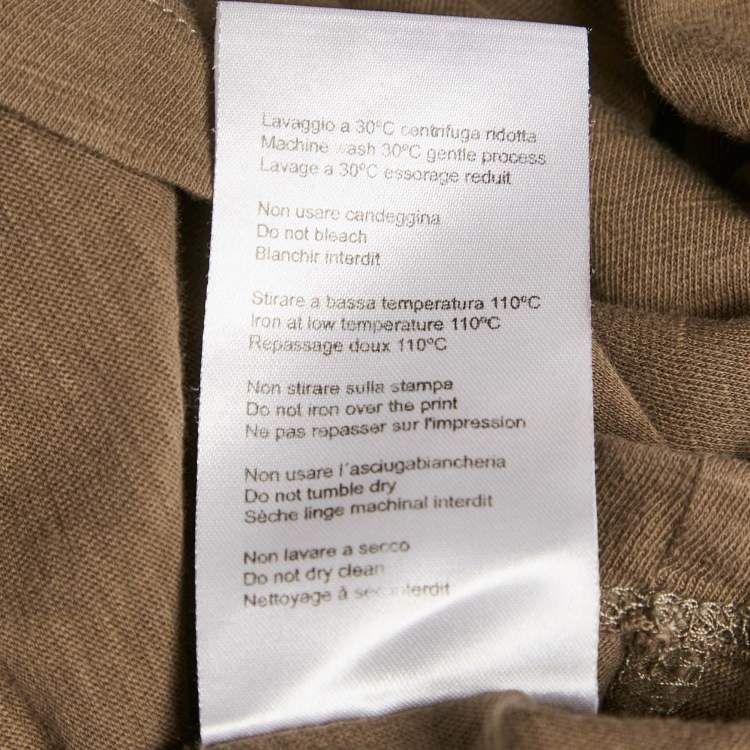 Lavaggio a 30°C centrifuga ridotta
Machine wash 30°C gentle process
Lavage a 30°C essorage reduit
Non usare candeggina
Do not bleach
Blanchir interdit
Stirare a bassa temperatura 110°C
Iron at low temperature 110°C
Repassage doux 110°C
Non stirare sulla stampa
Do not iron over the print
Ne pas repasser sur l'impression
Non usare l´asciugabiancheria
Do not tumble dry
Sèche linge machinal interdit
Non lavare a secco
Do not dry clean
Nettoyage à sec interdit